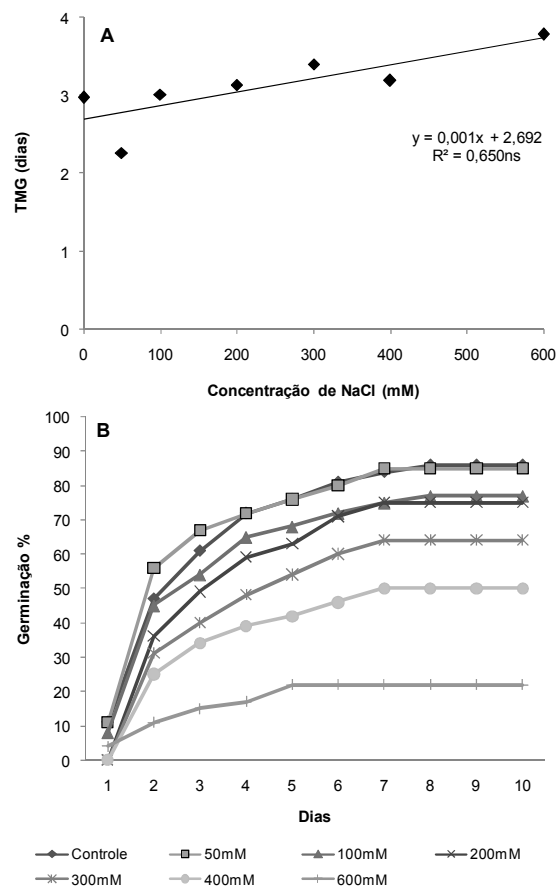 A
4
3
2
1
0
TMG (dias)
y = 0,001x + 2,692
R² = 0,650ns
0 100 200 300 400 500 600
Concentração de NaCl (mM)
B
100
90
80
70
60
50
40
30
20
10
0
Germinação %
1 2 3 4 5 6 7 8 9 10
Dias
Controle 50mM 100mM 200mM
300mM 400mM 600mM